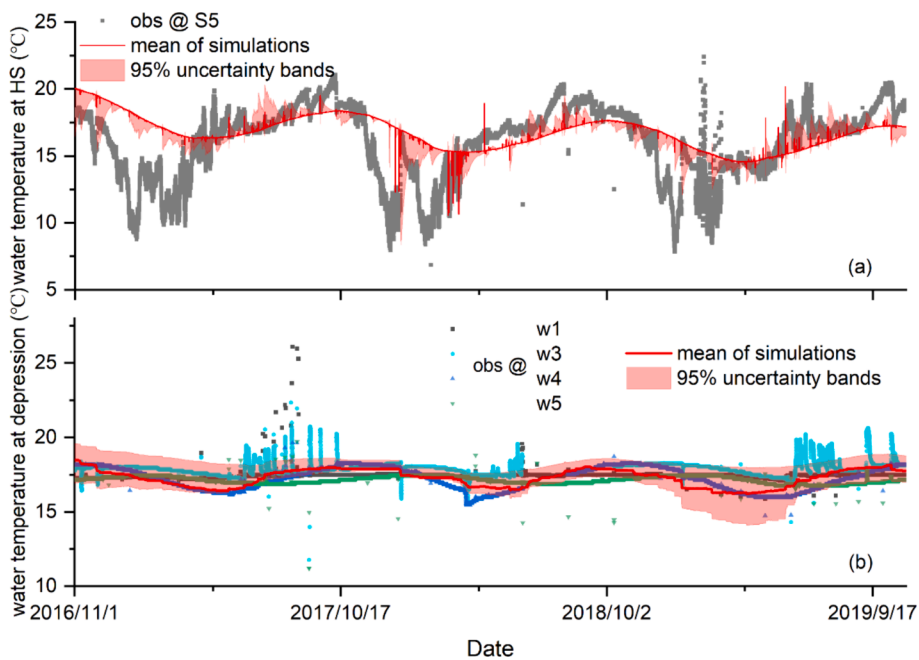 water temperature at HS (℃)
25
20
15
10
5
obs @ S5
mean of simulations
95% uncertainty bands
(a)
water temperature at depression (℃)
25
20
15
10
obs @
w1
w3
w4
w5
mean of simulations
95% uncertainty bands
(b)
2016/11/1 2017/10/17 2018/10/2 2019/9/17
Date